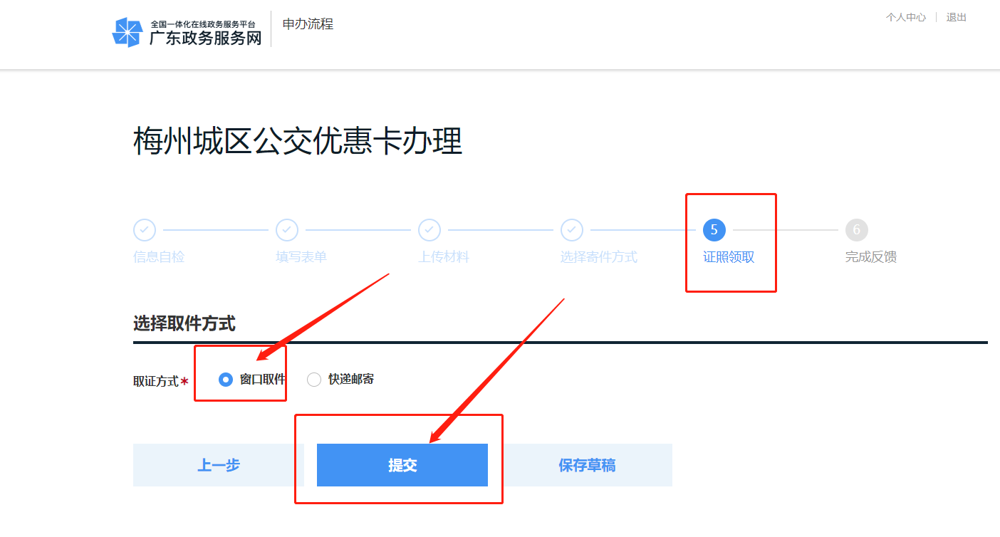 全国一体化在线政务服务平台
广东政务服务网
申办流程
个人中心
退出
梅州城区公交优惠卡办理
5
6
信息自检
填写表单
上传材料
选择寄件方式
证照领取
完成反馈
选择取件方式
取证方式* 窗口取件 快递邮寄
上一步 提交 保存草稿